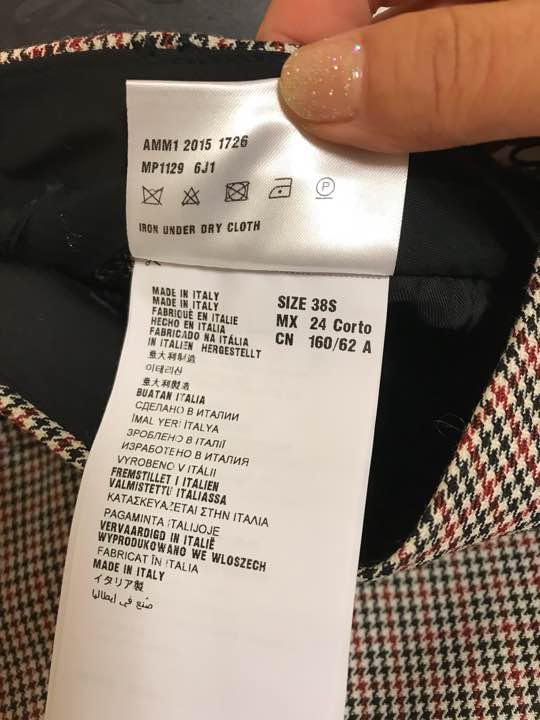 AMM1 2015 1726
MP1129 6J1
P
IRON UNDER DRY CLOTH
MADE IN ITALY
MADE IN ITALY
FABRIQUÉ EN ITALIE
HECHO EN ITALIA
FABRICADO NA ITÁLIA
IN ITALIEN HERGESTELLT
意大利制造
이태리산
意大利製造
BUATAN ITALIA
СДЕЛАНО В ИТАЛИИ
İMAL YERİ İTALYA
ЗРОБЛЕНО В ІТАЛІЇ
ИЗРАБОТЕНО В ИТАЛИЯ
VYROBENO V ITÁLII
FREMSTILLET I ITALIEN
VALMISTETTU ITALIASSA
ΚΑΤΑΣΚΕΥΑΖΕΤΑΙ ΣΤΗΝ ΙΤΑΛΙΑ
PAGAMINTA ITALIJOJE
VERVAARDIGD IN ITALIË
WYPRODUKOWANO WE WLOSZECH
FABRICAT ÎN ITALIA
MADE IN ITALY
イタリア製
صنع في إيطاليا
SIZE 38S
MX 24 Corto
CN 160/62 A